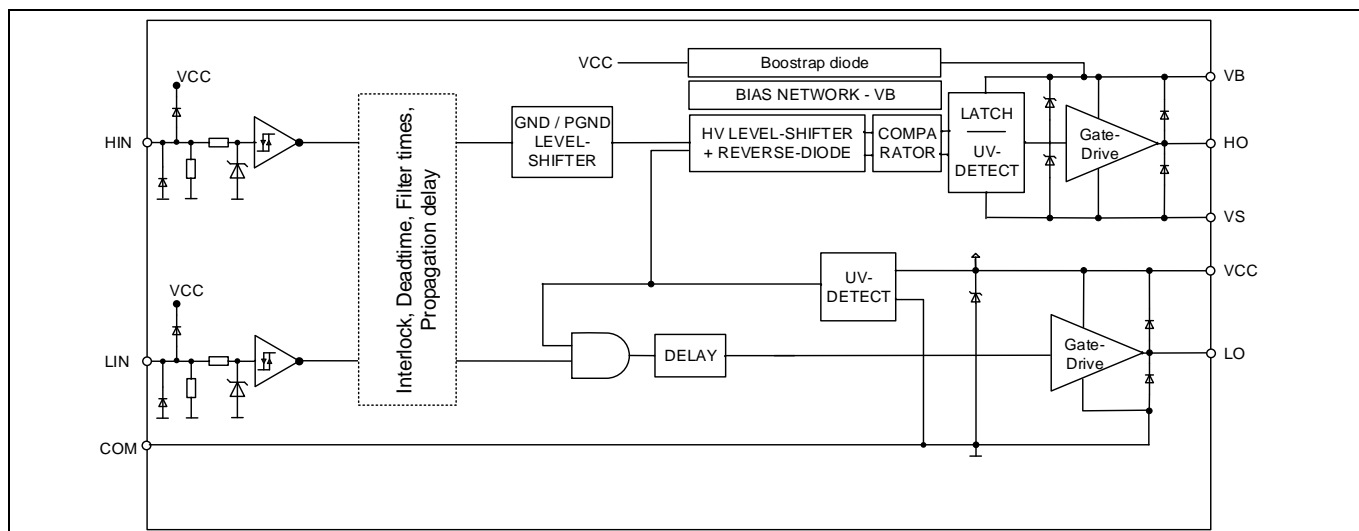 VCC
Boostrap diode
VB
VCC
BIAS NETWORK - VB
HIN
GND / PGND
LEVEL-
SHIFTER
HV LEVEL-SHIFTER
+ REVERSE-DIODE
COMPA
RATOR
LATCH
UV-
DETECT
Gate-
Drive
HO
VS
Interlock, Deadtime, Filter times,
Propagation delay
VCC
UV-
DETECT
VCC
LIN
DELAY
Gate-
Drive
LO
COM